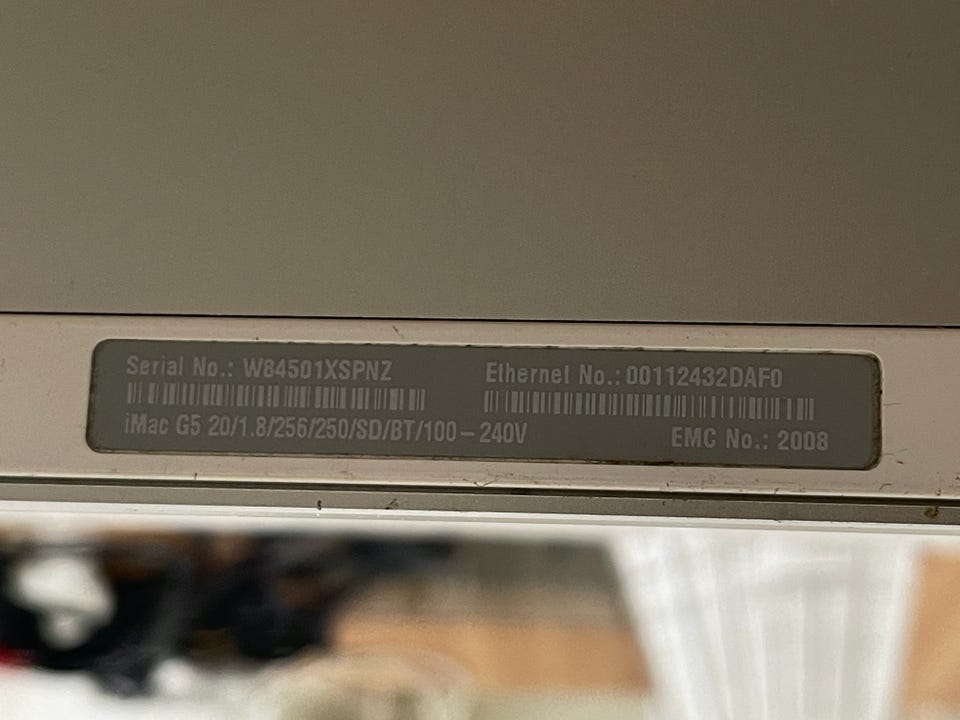 Serial No.: W84501XSPNZ
Ethernet No.: 00112432DAF0
iMac G5 20/1.8/256/250/SD/BT/100-240V
EMC No.: 2008